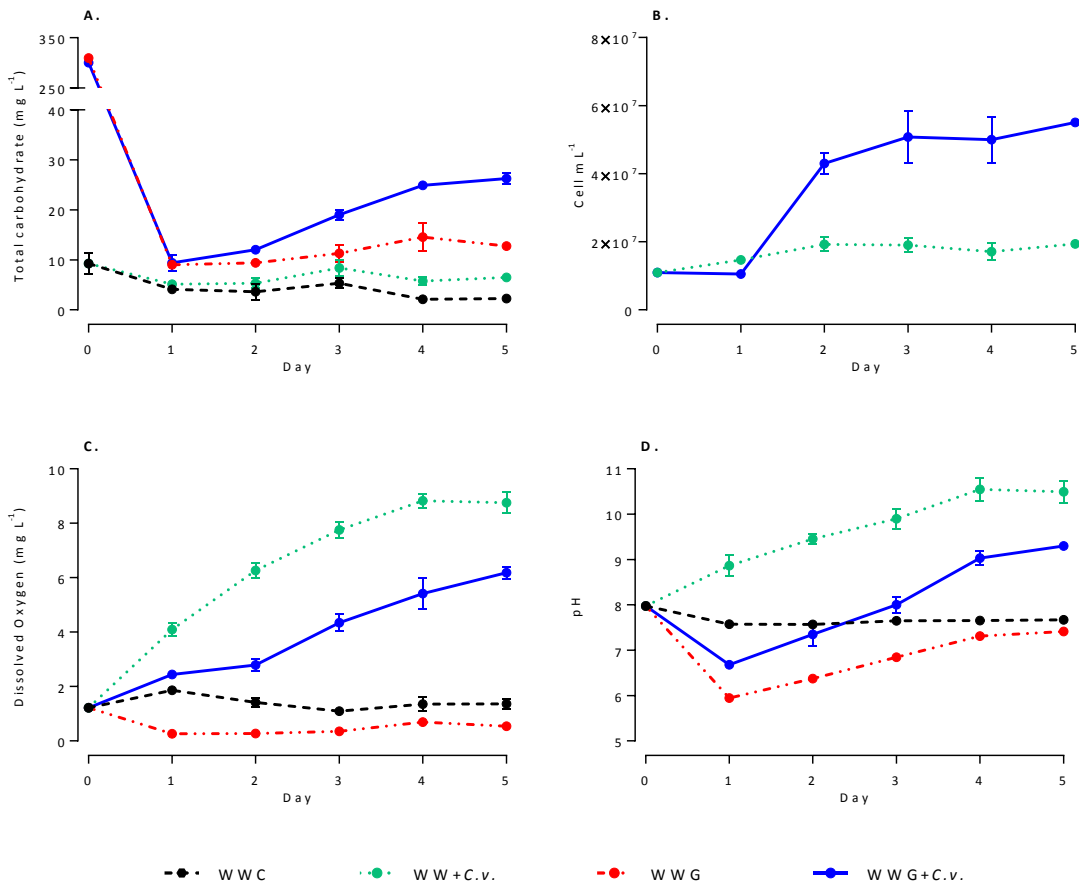 A.
Total carbohydrate (mg L-1)
350
250
40
30
20
10
0
0 1 2 3 4 5
Day
B.
Cell mL-1
8×10^7
6×10^7
4×10^7
2×10^7
0
0 1 2 3 4 5
Day
C.
Dissolved Oxygen (mg L-1)
10
8
6
4
2
0
0 1 2 3 4 5
Day
D.
pH
11
10
9
8
7
6
5
0 1 2 3 4 5
Day
WWC WW+C.v. WWG WWG+C.v.